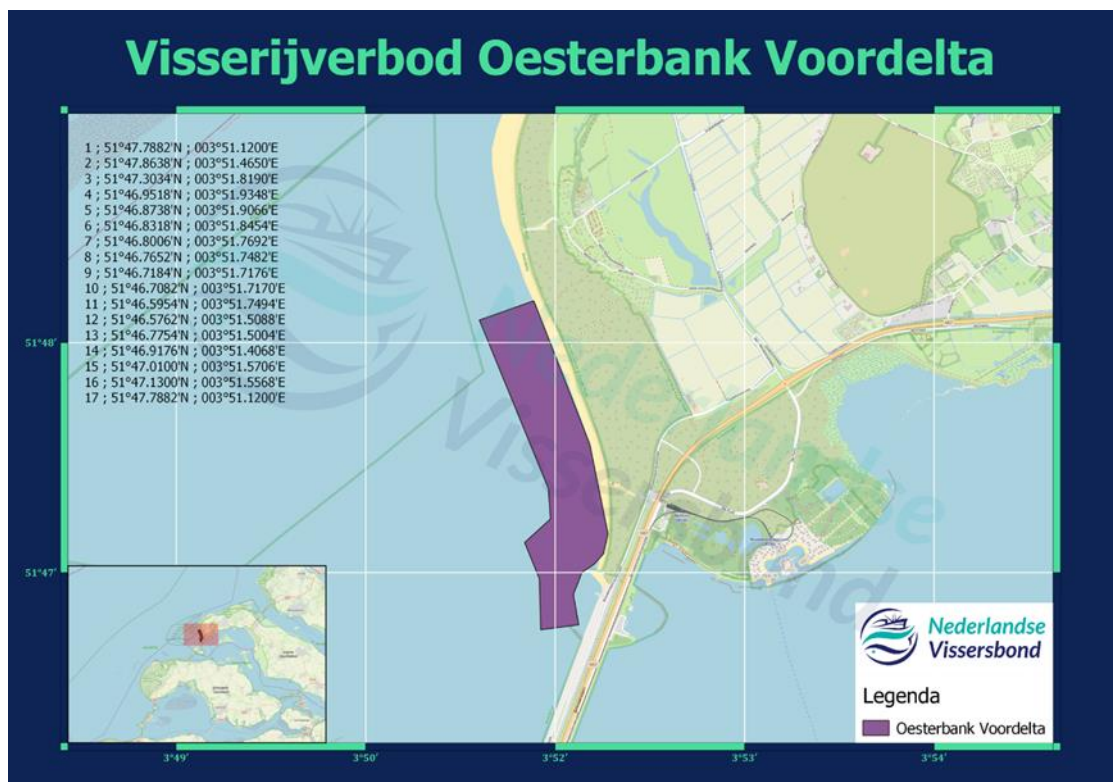 Visserijverbod Oesterbank Voordelta
1 ; 51°47.7882'N ; 003°51.1200'E
2 ; 51°47.8638'N ; 003°51.4650'E
3 ; 51°47.3034'N ; 003°51.8190'E
4 ; 51°46.9518'N ; 003°51.9348'E
5 ; 51°46.8738'N ; 003°51.9066'E
6 ; 51°46.8318'N ; 003°51.8454'E
7 ; 51°46.8006'N ; 003°51.7692'E
8 ; 51°46.7652'N ; 003°51.7482'E
9 ; 51°46.7184'N ; 003°51.7176'E
10 ; 51°46.7082'N ; 003°51.7170'E
11 ; 51°46.5954'N ; 003°51.7494'E
12 ; 51°46.5762'N ; 003°51.5088'E
13 ; 51°46.7754'N ; 003°51.5004'E
14 ; 51°46.9176'N ; 003°51.4068'E
15 ; 51°47.0100'N ; 003°51.5706'E
16 ; 51°47.1300'N ; 003°51.5568'E
17 ; 51°47.7882'N ; 003°51.1200'E
51°48'
51°47'
Nederlandse
Vissersbond
Nederlandse
Vissersbond
Legenda
Oesterbank Voordelta
3°49'
3°50'
3°52'
3°53'
3°54'